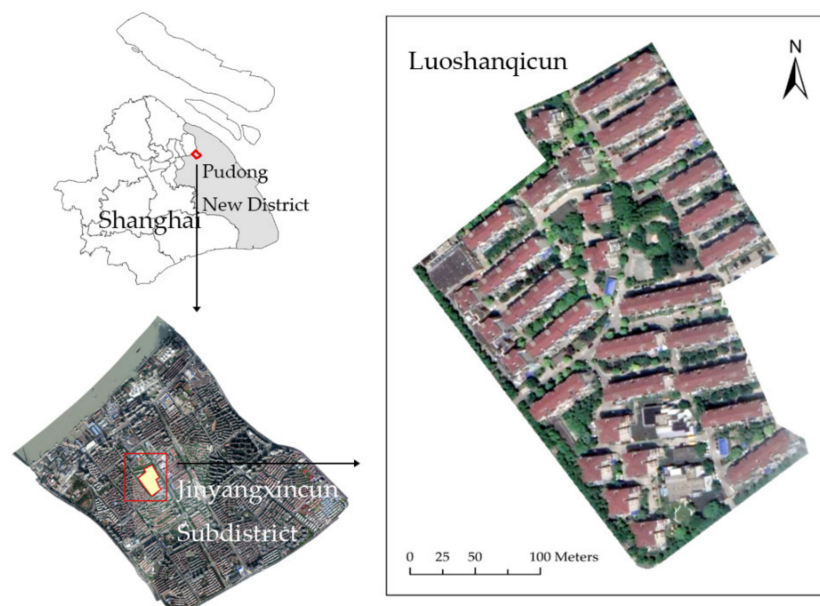 Pudong
New District
Shanghai
Jinyangxincun
Subdistrict
Luoshanqicun
N
0 25 50 100 Meters